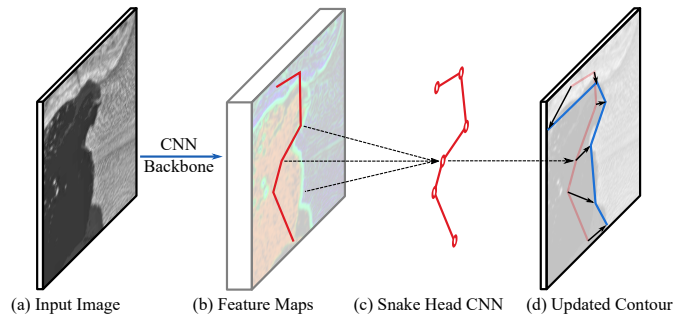 CNN
Backbone
(a) Input Image
(b) Feature Maps
(c) Snake Head CNN
(d) Updated Contour